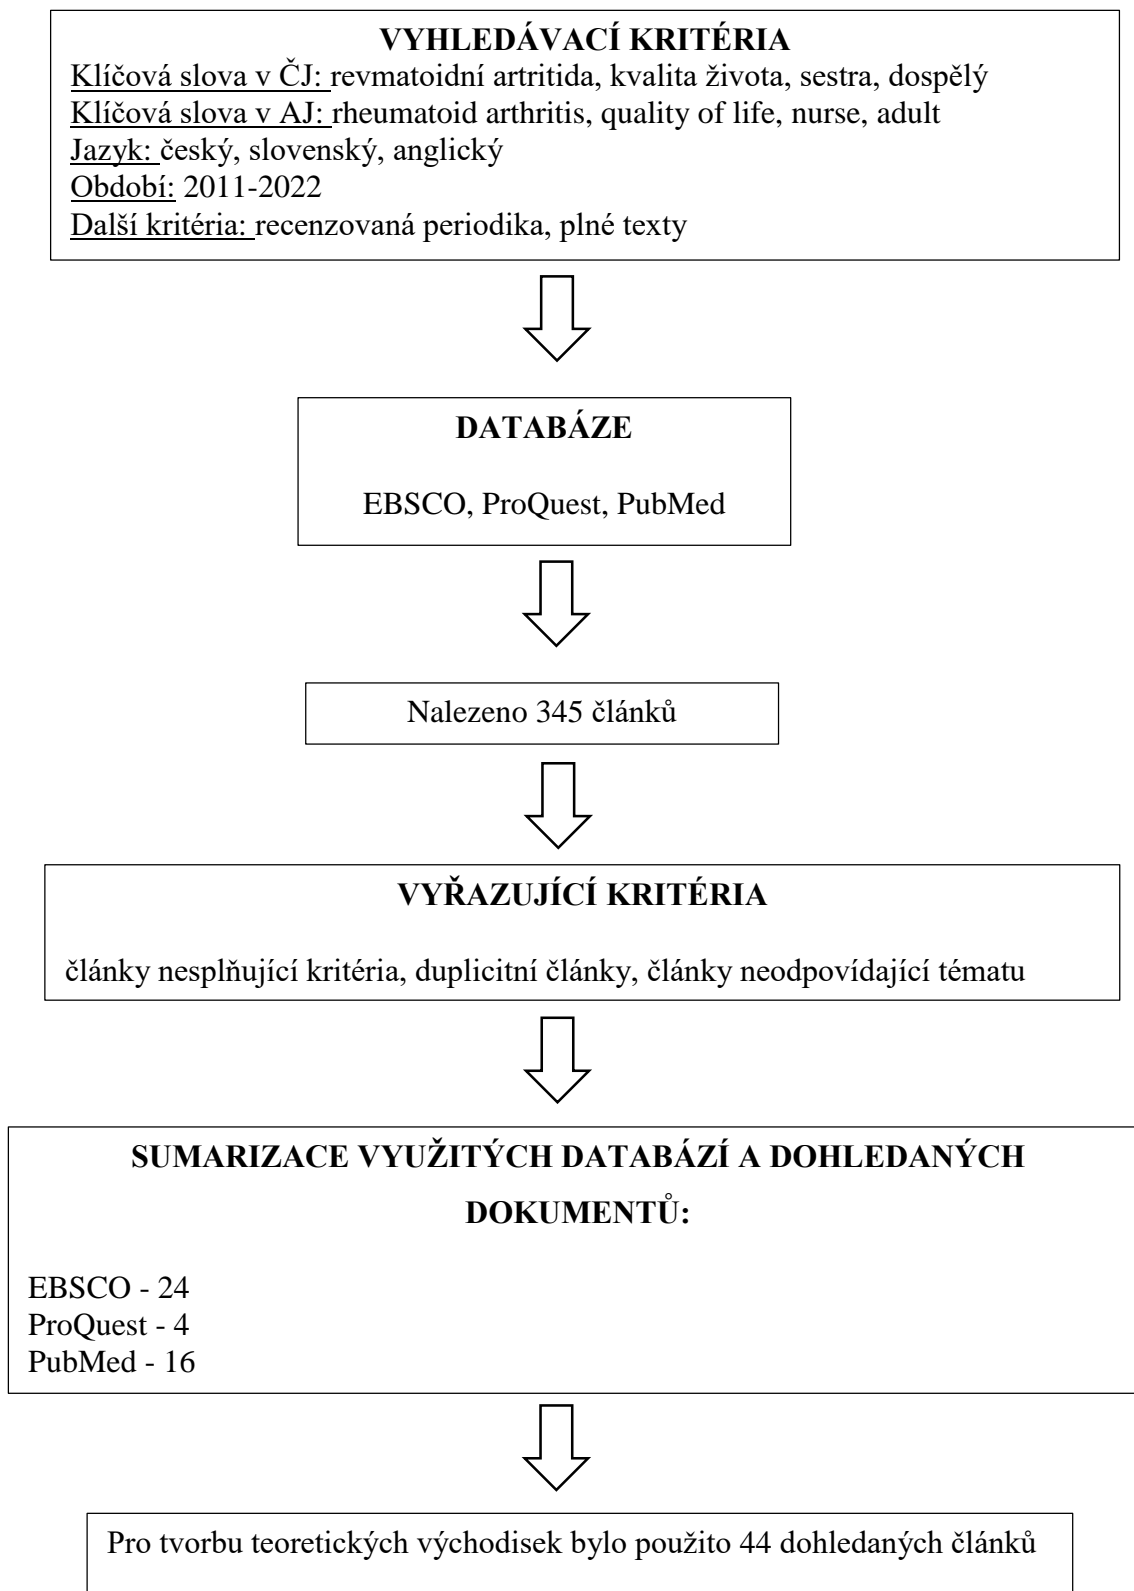 VYHLEDÁVACÍ KRITÉRIA
Klíčová slova v ČJ: revmatoidní artritida, kvalita života, sestra, dospělý
Klíčová slova v AJ: rheumatoid arthritis, quality of life, nurse, adult
Jazyk: český, slovenský, anglický
Období: 2011-2022
Další kritéria: recenzovaná periodika, plné texty
DATABÁZE
EBSCO, ProQuest, PubMed
Nalezeno 345 článků
VYŘAZUJÍCÍ KRITÉRIA
články nesplňující kritéria, duplicitní články, články neodpovídající tématu
SUMARIZACE VYUŽITÝCH DATABÁZÍ A DOHLEDANÝCH
DOKUMENTŮ:
EBSCO - 24
ProQuest - 4
PubMed - 16
Pro tvorbu teoretických východisek bylo použito 44 dohledaných článků